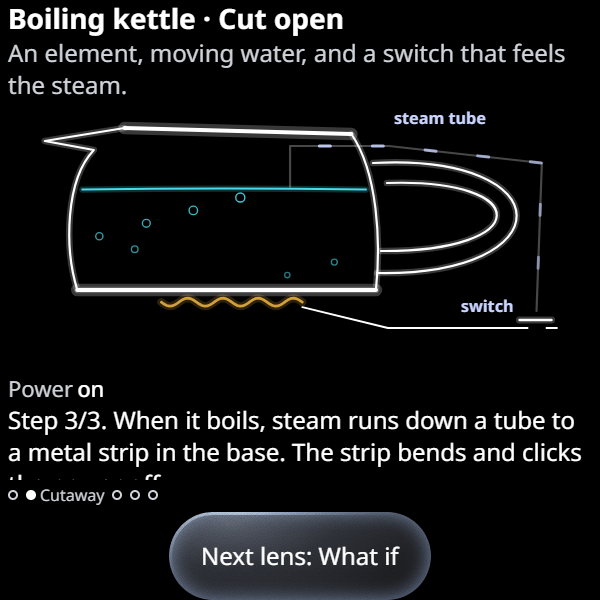 Boiling kettle · Cut open
An element, moving water, and a switch that feels
the steam.
steam tube
switch
Power on
Step 3/3. When it boils, steam runs down a tube to
a metal strip in the base. The strip bends and clicks
Cutaway
Next lens: What if